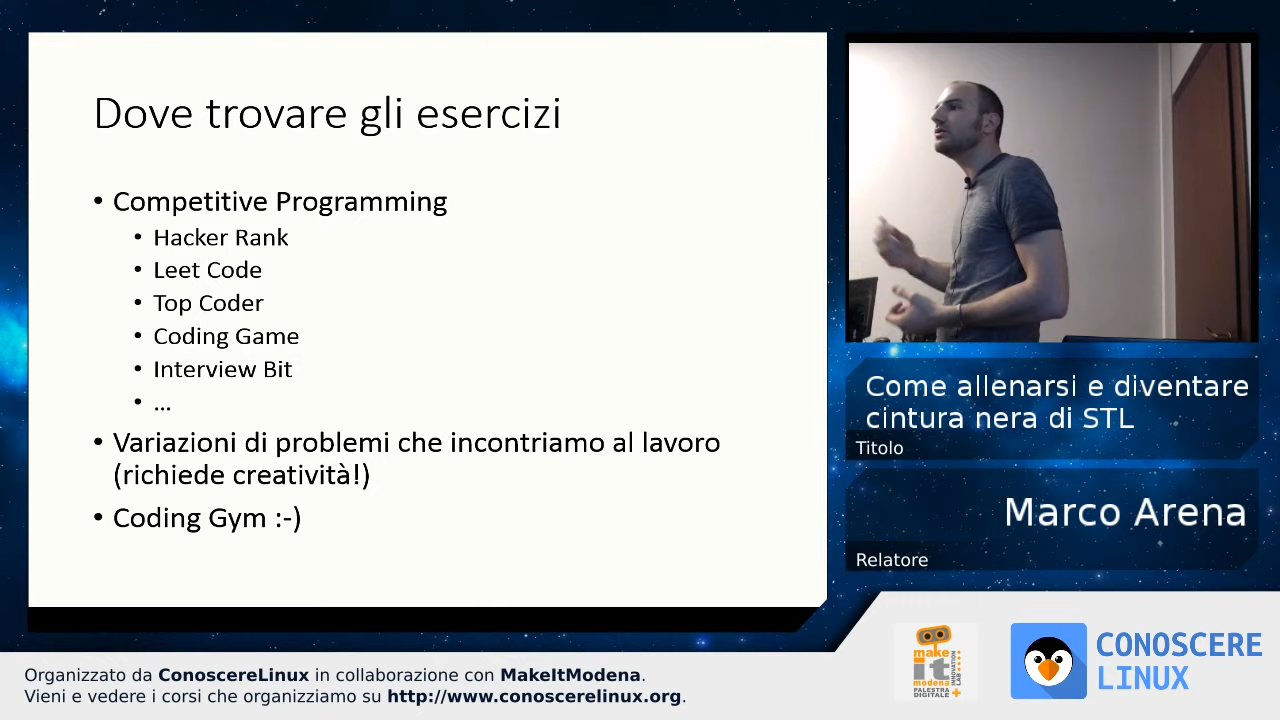 Dove trovare gli esercizi
• Competitive Programming
• Hacker Rank
• Leet Code
• Top Coder
• Coding Game
• Interview Bit
• ...
• Variazioni di problemi che incontriamo al lavoro
(richiede creatività!)
• Coding Gym :-)
Come allenarsi e diventare
cintura nera di STL
Titolo
Marco Arena
Relatore
make
it
modena
PALESTRA
DIGITALE
INNOVATION
LAB
CONOSCERE
LINUX
Organizzato da ConoscereLinux in collaborazione con MakeItModena.
Vieni e vedere i corsi che organizziamo su http://www.conoscerelinux.org.